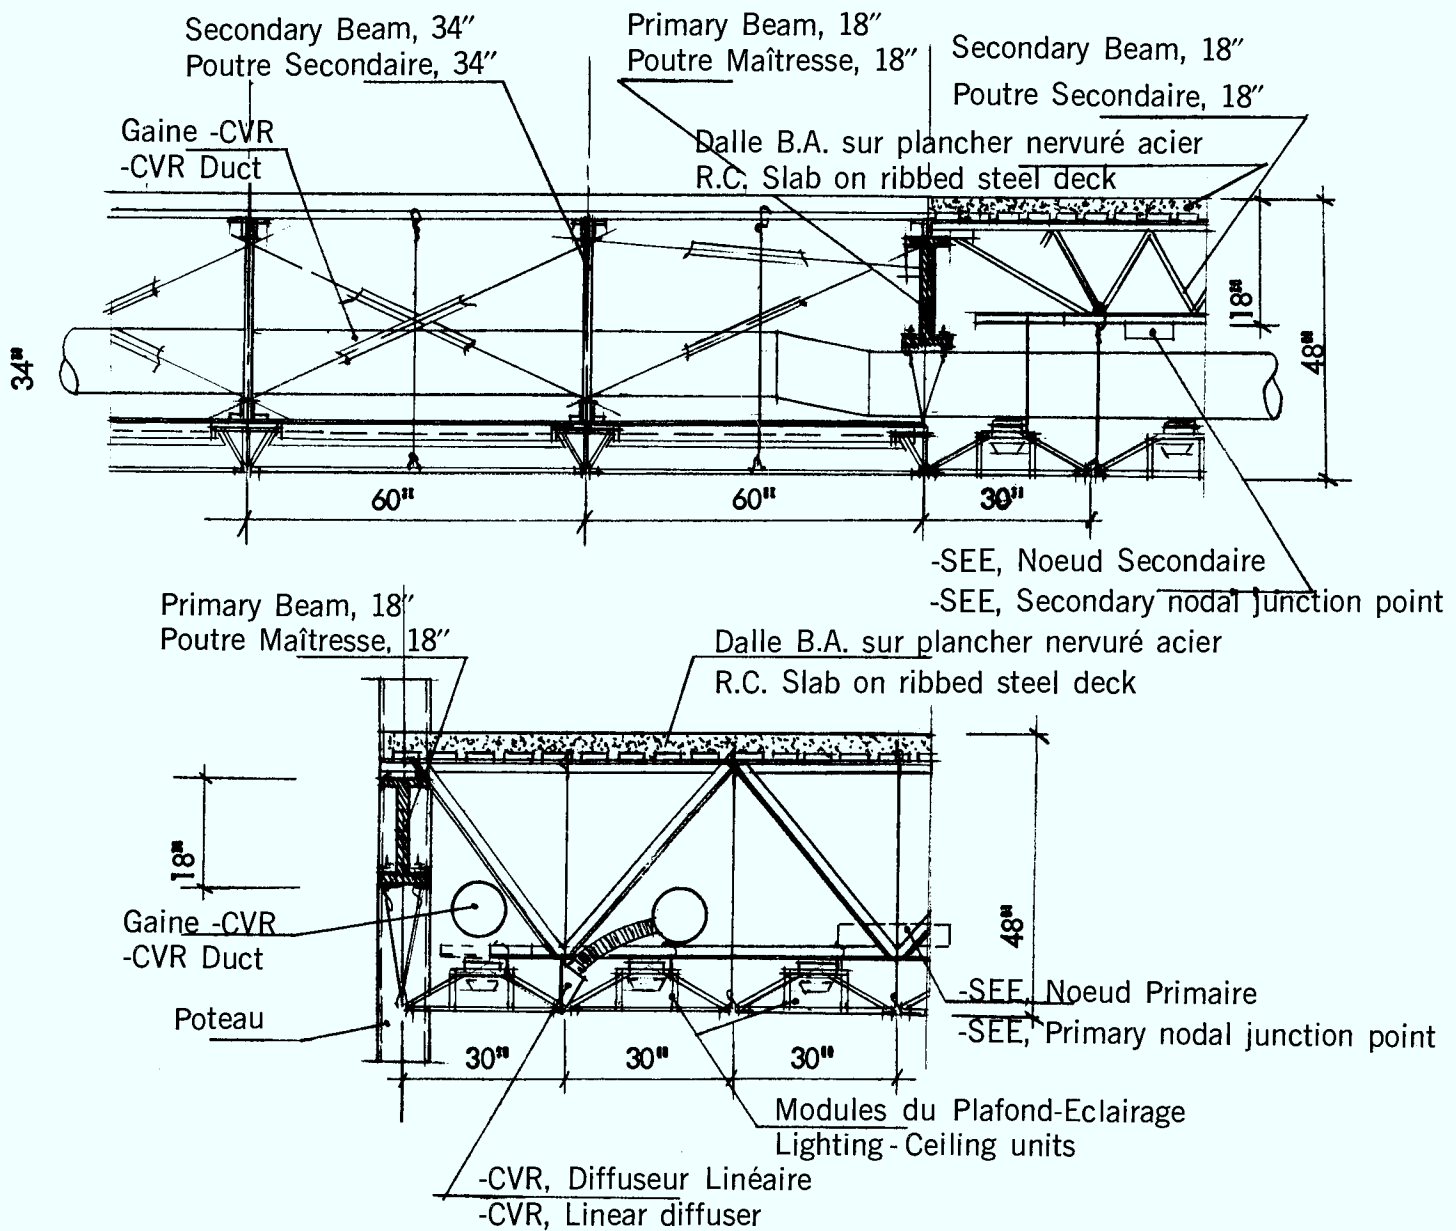 Secondary Beam, 34″
Poutre Secondaire, 34″
Primary Beam, 18″
Poutre Maîtresse, 18″
Secondary Beam, 18″
Poutre Secondaire, 18″
Gaine -CVR
-CVR Duct
Dalle B.A. sur plancher nervuré acier
R.C. Slab on ribbed steel deck
34"
18"
48"
60"
60"
30"
-SEE, Noeud Secondaire
-SEE, Secondary nodal junction point
Primary Beam, 18″
Poutre Maîtresse, 18″
Dalle B.A. sur plancher nervuré acier
R.C. Slab on ribbed steel deck
18"
48"
Gaine -CVR
-CVR Duct
Poteau
-SEE, Noeud Primaire
-SEE, Primary nodal junction point
30"
30"
30"
Modules du Plafond-Eclairage
Lighting-Ceiling units
-CVR, Diffuseur Linéaire
-CVR, Linear diffuser